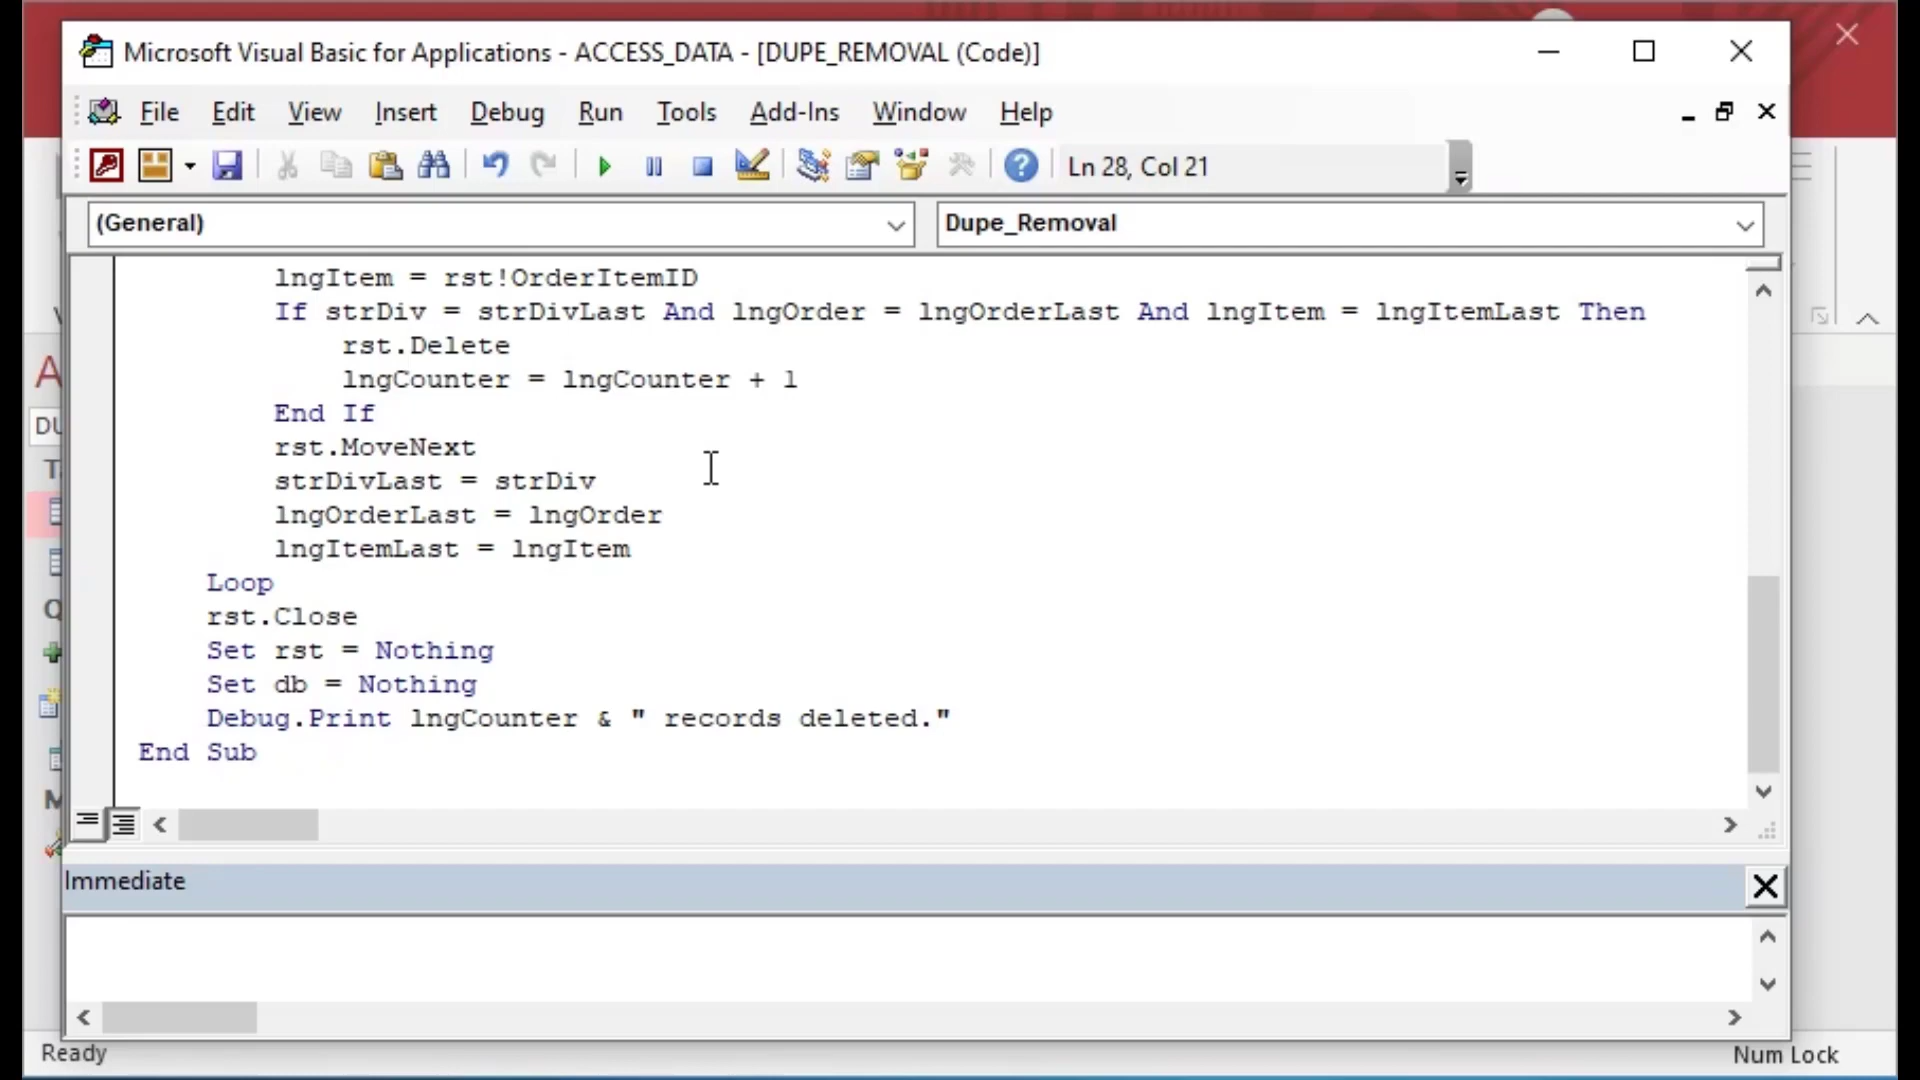 Microsoft Visual Basic for Applications - ACCESS_DATA - [DUPE_REMOVAL (Code)]
File Edit View Insert Debug Run Tools Add-Ins Window Help
Ln 28, Col 21
(General)
Dupe_Removal
lngItem = rst!OrderItemID
If strDiv = strDivLast And lngOrder = lngOrderLast And lngItem = lngItemLast Then
rst.Delete
lngCounter = lngCounter + 1
End If
rst.MoveNext
strDivLast = strDiv
lngOrderLast = lngOrder
lngItemLast = lngItem
Loop
rst.Close
Set rst = Nothing
Set db = Nothing
Debug.Print lngCounter & " records deleted."
End Sub
Immediate
Ready
Num Lock